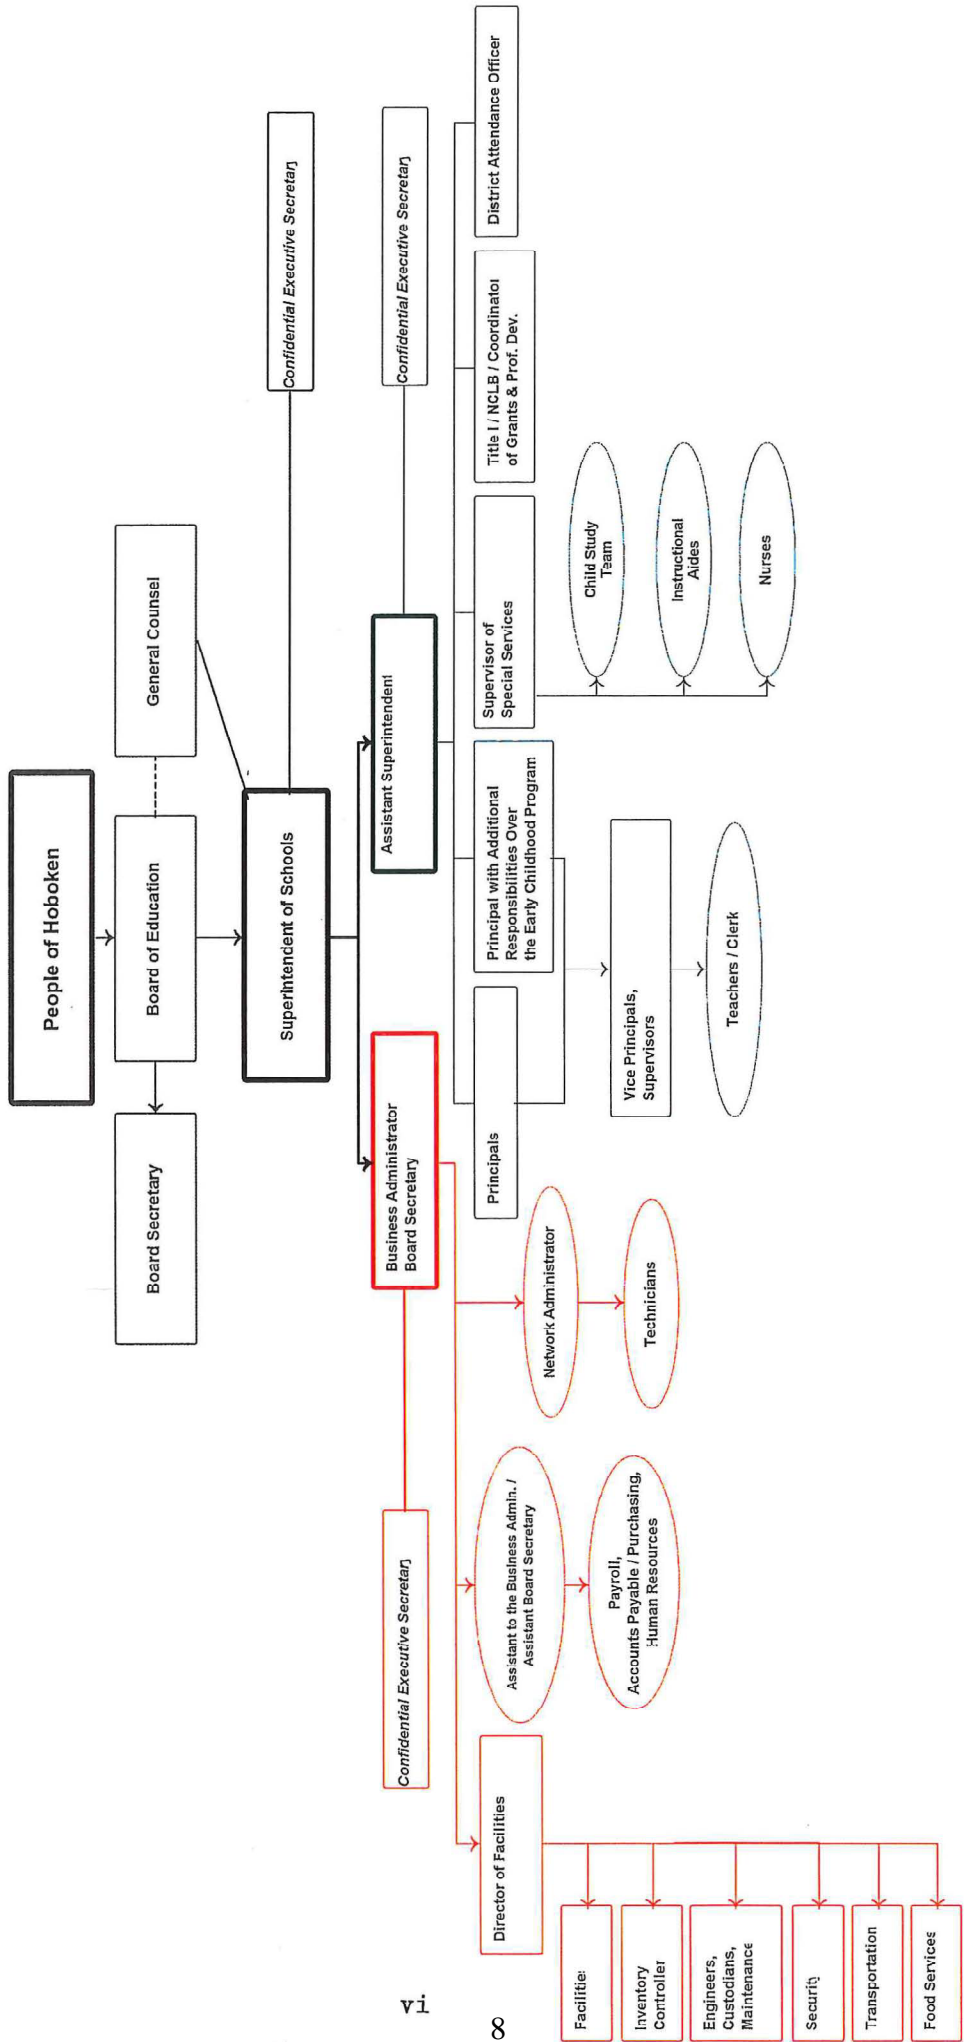 People of Hoboken
Board Secretary
Board of Education
General Counsel
Superintendent of Schools
Confidential Executive Secretary
Business Administrator
Board Secretary
Assistant Superintendent
Confidential Executive Secretary
Confidential Executive Secretary
Director of Facilities
Assistant to the Business Admin. /
Assistant Board Secretary
Network Administrator
Principals
Principal with Additional
Responsibilities Over
the Early Childhood Program
Supervisor of
Special Services
Title I / NCLB / Coordinator
of Grants & Prof. Dev.
District Attendance Officer
Facilities
Inventory
Controller
Engineers,
Custodians,
Maintenance
Security
Transportation
Food Services
Payroll,
Accounts Payable / Purchasing,
Human Resources
Technicians
Vice Principals,
Supervisors
Teachers / Clerk
Child Study
Team
Instructional
Aides
Nurses
vi
8